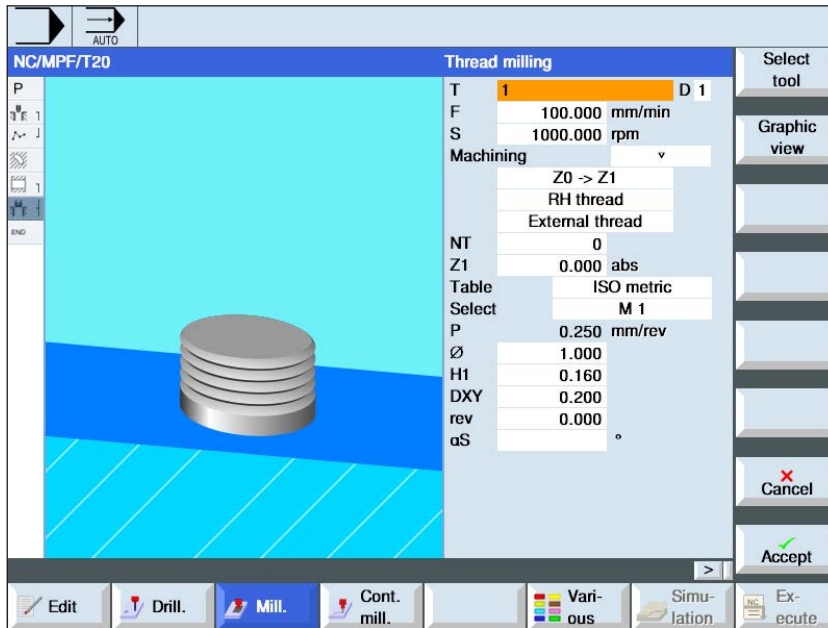 AUTO
NC/MPF/T20
Thread milling
Select
tool
P
T 1 D 1
F 100.000 mm/min
S 1000.000 rpm
Graphic
view
Machining
Z0 -> Z1
RH thread
External thread
END
NT 0
Z1 0.000 abs
Table ISO metric
Select M 1
P 0.250 mm/rev
Ø 1.000
H1 0.160
DXY 0.200
rev 0.000
αS °
Cancel
Accept
>
Edit
Drill.
Mill.
Cont.
mill.
Vari-
ous
Simu-
lation
NC
Ex-
ecute